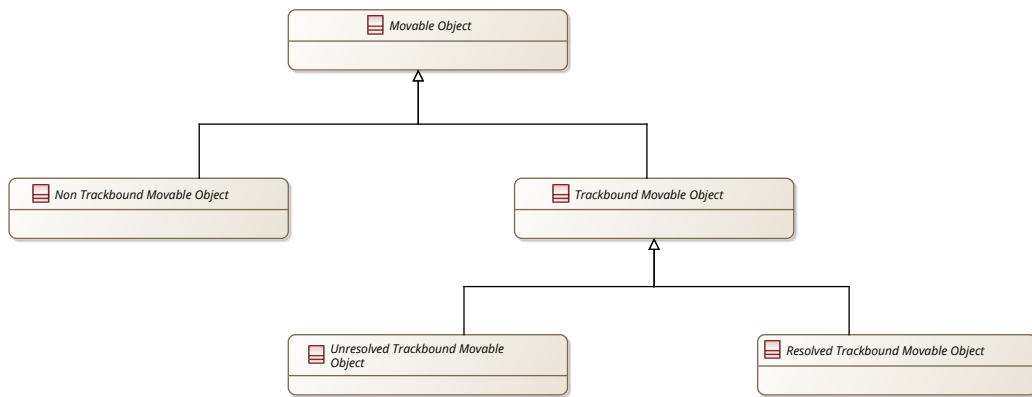 Movable Object
Non Trackbound Movable Object
Trackbound Movable Object
Unresolved Trackbound Movable
Object
Resolved Trackbound Movable Object